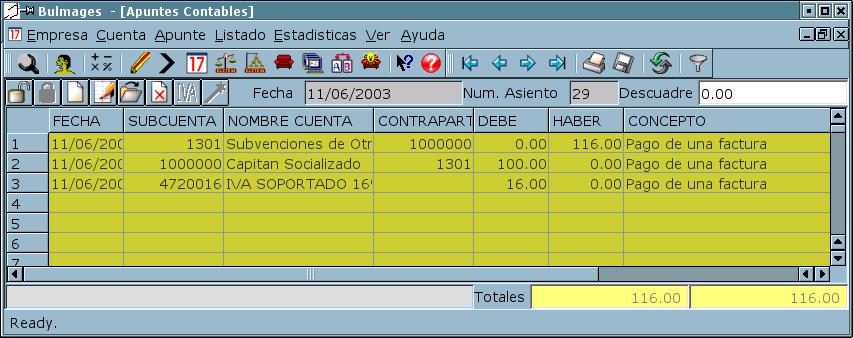 Bulmages - [Apuntes Contables]
17 Empresa Cuenta Apunte Listado Estadisticas Ver Ayuda
17
IVA Fecha 11/06/2003 Num. Asiento 29 Descuadre 0.00
FECHA SUBCUENTA NOMBRE CUENTA CONTRAPART DEBE HABER CONCEPTO
1 11/06/200 1301 Subvenciones de Otr 1000000 0.00 116.00 Pago de una factura
2 11/06/200 1000000 Capitan Socializado 1301 100.00 0.00 Pago de una factura
3 11/06/200 4720016 IVA SOPORTADO 169 16.00 0.00 Pago de una factura
4
5
6
7
Totales 116.00 116.00
Ready.